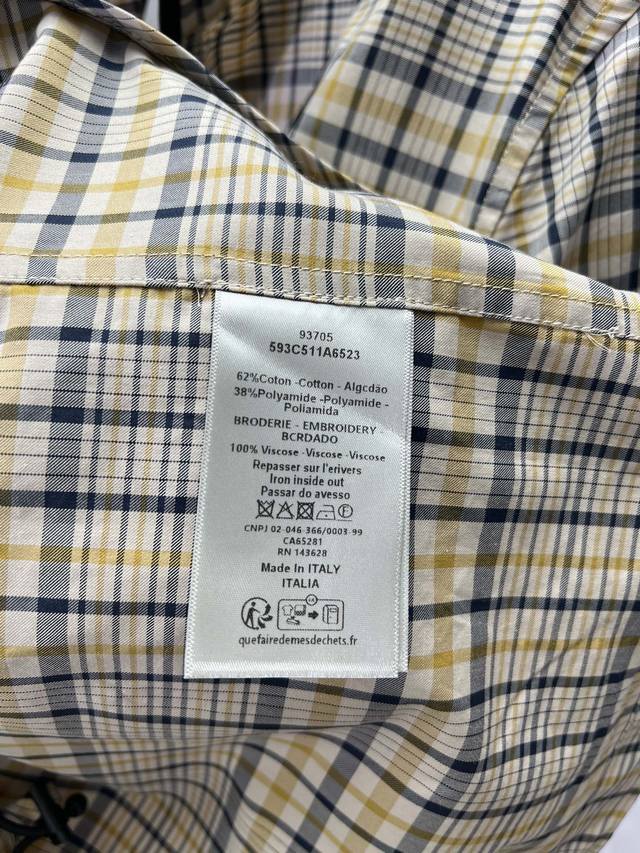 93705
593C511A6523
62%Coton -Cotton - Algcdão
38%Polyamide -Polyamide -
Poliamida
BRODERIE - EMBROIDERY -
BCRDADO
100% Viscose -Viscose -Viscose
Repasser sur l'erivers
Iron inside out
Passar do avesso
CNPJ 02-046-366/0003-99
CA65281
RN 143628
Made In ITALY
ITALIA
FR
quefairedemesdechets.fr